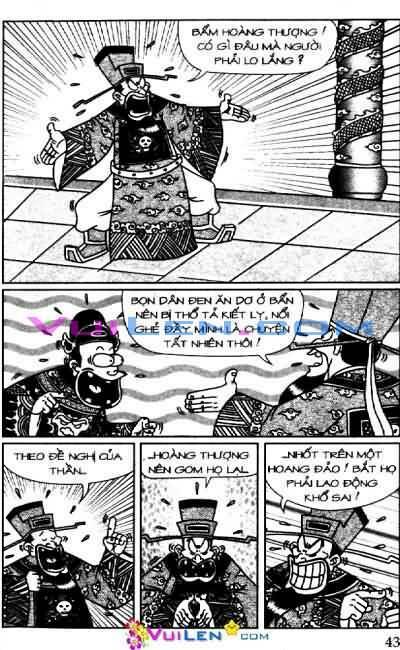 BẨM HOÀNG THƯỢNG!
CÓ GÌ ĐÂU MÀ NGƯỜI
PHẢI LO LẮNG?
BỌN DÂN ĐEN ĂN DƠ Ở BẨN
NÊN BỊ THỔ TẢ KIẾT LỴ, NỔI
GHẺ ĐẦY MÌNH LÀ CHUYỆN
TẤT NHIÊN THÔI!
VUILEN.COM
THEO ĐỀ NGHỊ CỦA
THẦN...
...HOÀNG THƯỢNG
NÊN GOM HỌ LẠI...
...NHỐT TRÊN MỘT
HOANG ĐẢO! BẮT HỌ
PHẢI LAO ĐỘNG
KHỔ SAI!
VUILEN.COM
43